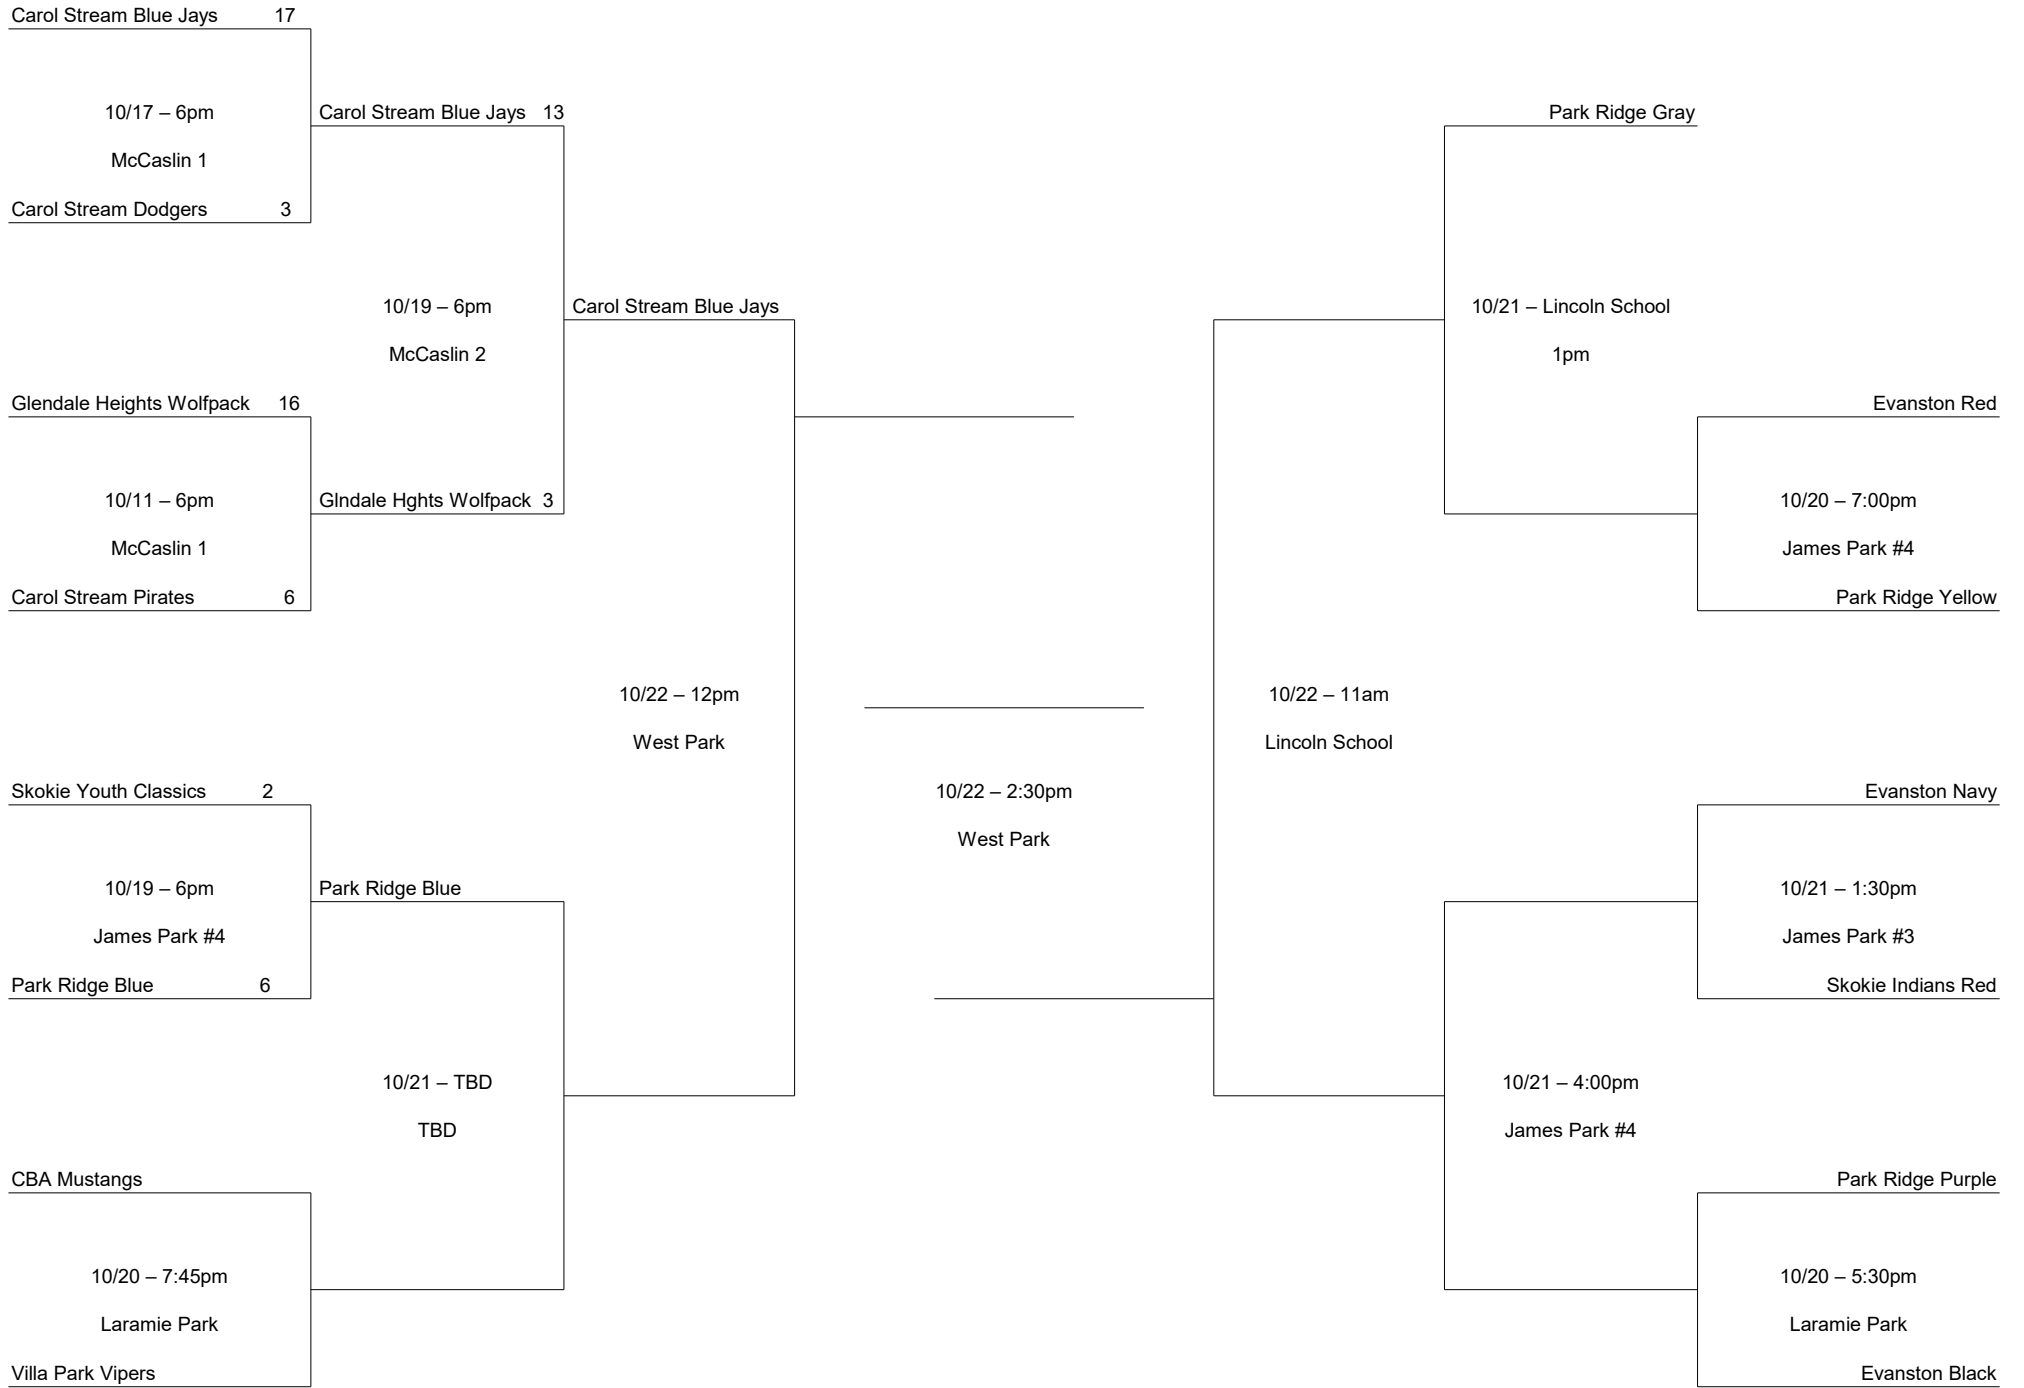 Carol Stream Blue Jays 17
10/17 – 6pm
Carol Stream Blue Jays 13
Park Ridge Gray
McCaslin 1
Carol Stream Dodgers 3
10/19 – 6pm
Carol Stream Blue Jays
10/21 – Lincoln School
McCaslin 2
1pm
Glendale Heights Wolfpack 16
Evanston Red
10/11 – 6pm
Glndale Hghts Wolfpack 3
10/20 – 7:00pm
McCaslin 1
James Park #4
Carol Stream Pirates 6
Park Ridge Yellow
10/22 – 12pm
10/22 – 11am
West Park
Lincoln School
Skokie Youth Classics 2
10/22 – 2:30pm
Evanston Navy
West Park
10/19 – 6pm
Park Ridge Blue
10/21 – 1:30pm
James Park #4
James Park #3
Park Ridge Blue 6
Skokie Indians Red
10/21 – TBD
10/21 – 4:00pm
TBD
James Park #4
CBA Mustangs
Park Ridge Purple
10/20 – 7:45pm
10/20 – 5:30pm
Laramie Park
Laramie Park
Villa Park Vipers
Evanston Black